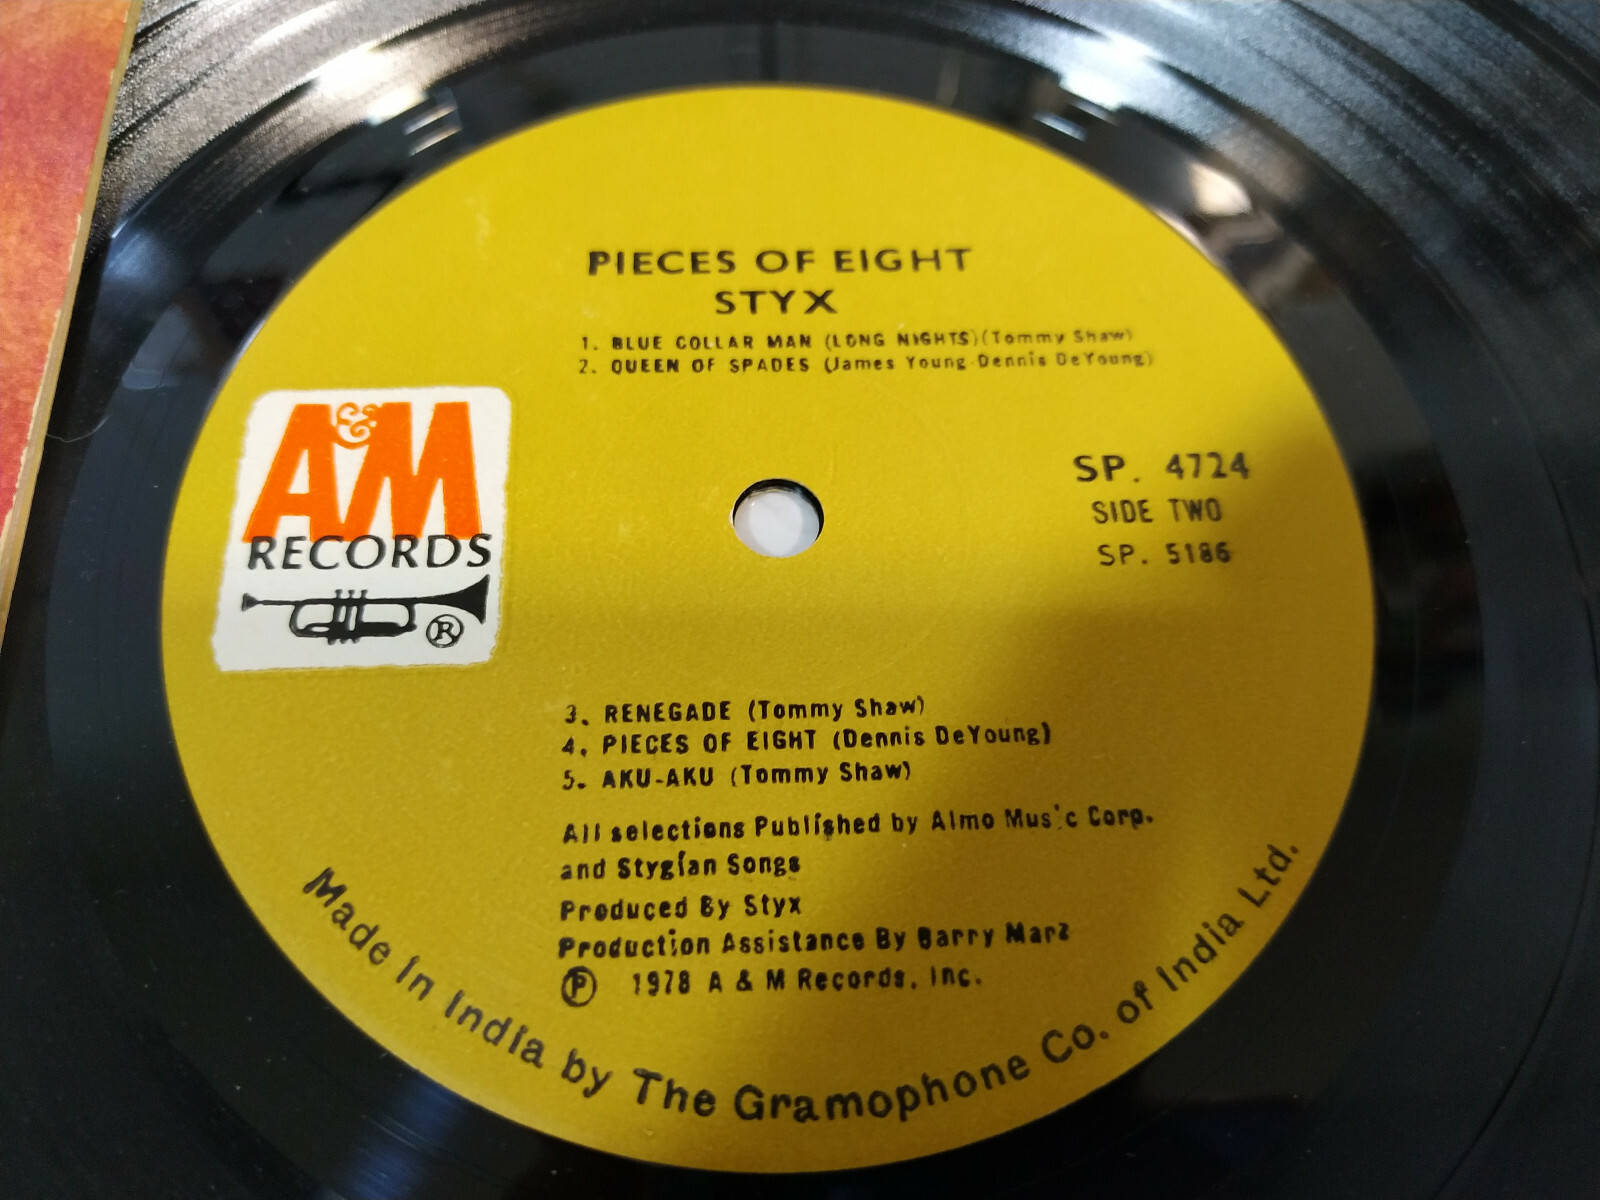 PIECES OF EIGHT
STYX
1. BLUE COLLAR MAN (LONG NIGHTS)(Tommy Shaw)
2. QUEEN OF SPADES (James Young-Dennis DeYoung)
A&M
RECORDS
®
SP. 4724
SIDE TWO
SP. 5186
3. RENEGADE (Tommy Shaw)
4. PIECES OF EIGHT (Dennis DeYoung)
5. AKU-AKU (Tommy Shaw)
All selections Published by Almo Music Corp.
and Stygian Songs
Produced By Styx
Production Assistance By Barry Marz
Ⓟ 1978 A & M Records, Inc.
Made in India by The Gramophone Co. of India Ltd.